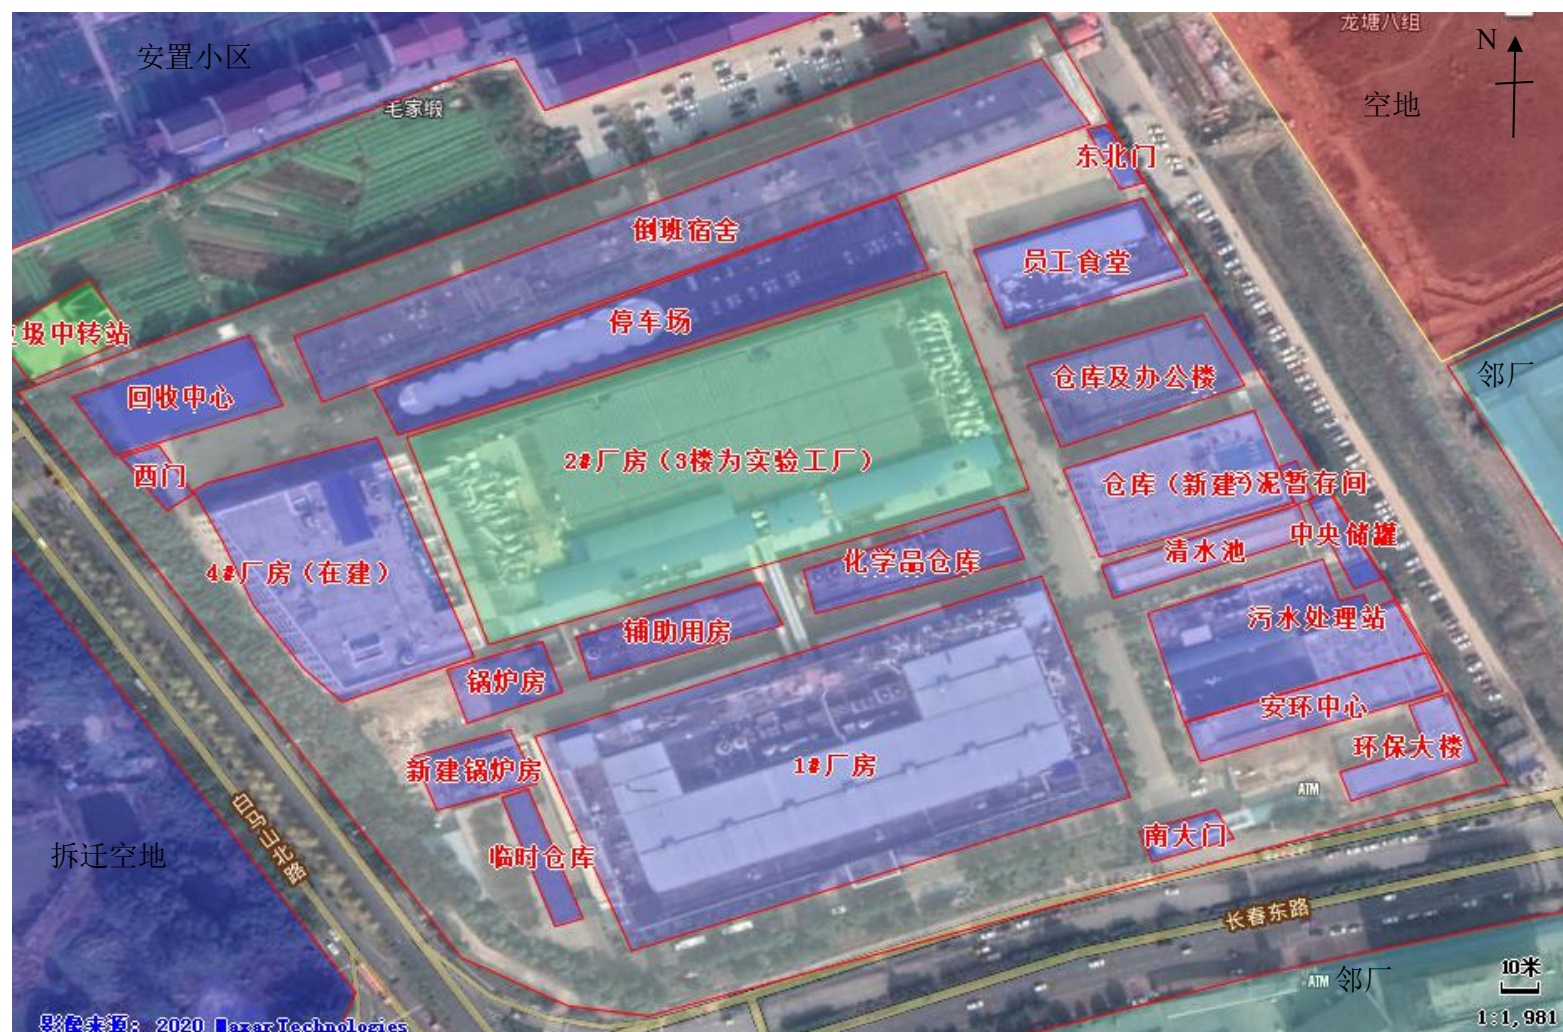 安置小区
龙塘八组
N
空地
毛家缎
东北门
倒班宿舍
员工食堂
停车场
圾中转站
邻厂
仓库及办公楼
回收中心
2#厂房（3楼为实验工厂）
西门
仓库（新建
泥暂存间
中央储罐
清水池
化学品仓库
4#厂房（在建）
污水处理站
辅助用房
锅炉房
安环中心
环保大楼
1#厂房
新建锅炉房
ATM
白马山北路
南大门
拆迁空地
临时仓库
长春东路
10米
ATM
邻厂
影像来源: 2020 MaxarTechnologies
1:1,981